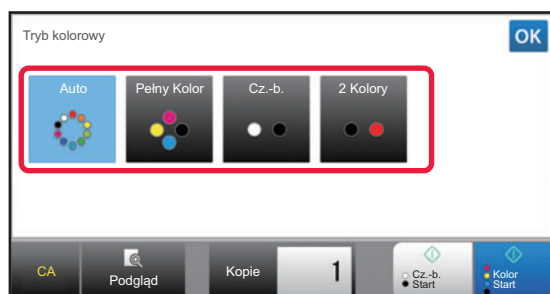 Tryb kolorowy
OK
Auto
Pełny Kolor
Cz.-b.
2 Kolory
CA
Podgląd
Kopie
1
Cz.-b.
Start
Kolor
Start